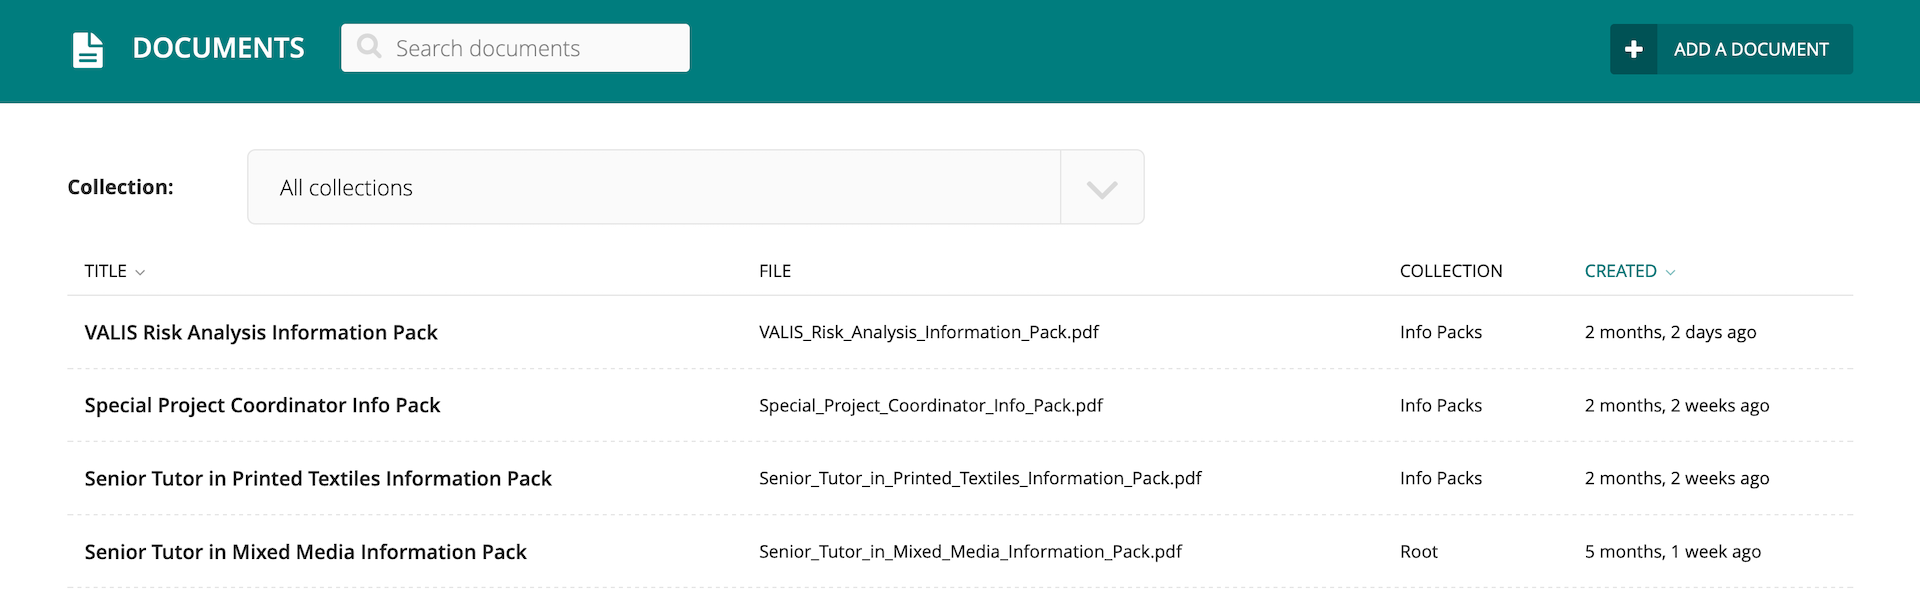 DOCUMENTS Search documents ADD A DOCUMENT
Collection: All collections
TITLE FILE COLLECTION CREATED
VALIS Risk Analysis Information Pack VALIS_Risk_Analysis_Information_Pack.pdf Info Packs 2 months, 2 days ago
Special Project Coordinator Info Pack Special_Project_Coordinator_Info_Pack.pdf Info Packs 2 months, 2 weeks ago
Senior Tutor in Printed Textiles Information Pack Senior_Tutor_in_Printed_Textiles_Information_Pack.pdf Info Packs 2 months, 2 weeks ago
Senior Tutor in Mixed Media Information Pack Senior_Tutor_in_Mixed_Media_Information_Pack.pdf Root 5 months, 1 week ago